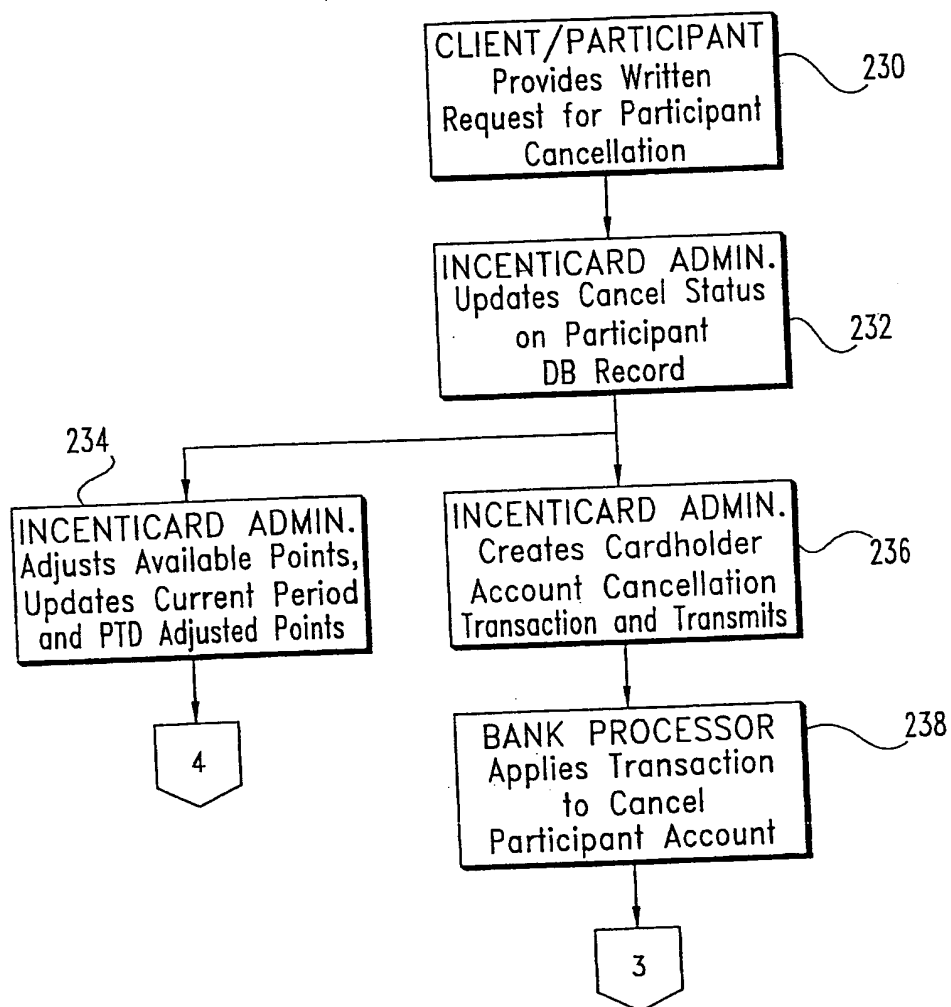 CLIENT/PARTICIPANT
Provides Written
Request for Participant
Cancellation
230
INCENTICARD ADMIN.
Updates Cancel Status
on Participant
DB Record
232
234
INCENTICARD ADMIN.
Adjusts Available Points,
Updates Current Period
and PTD Adjusted Points
INCENTICARD ADMIN.
Creates Cardholder
Account Cancellation
Transaction and Transmits
236
4
BANK PROCESSOR
Applies Transaction
to Cancel
Participant Account
238
3